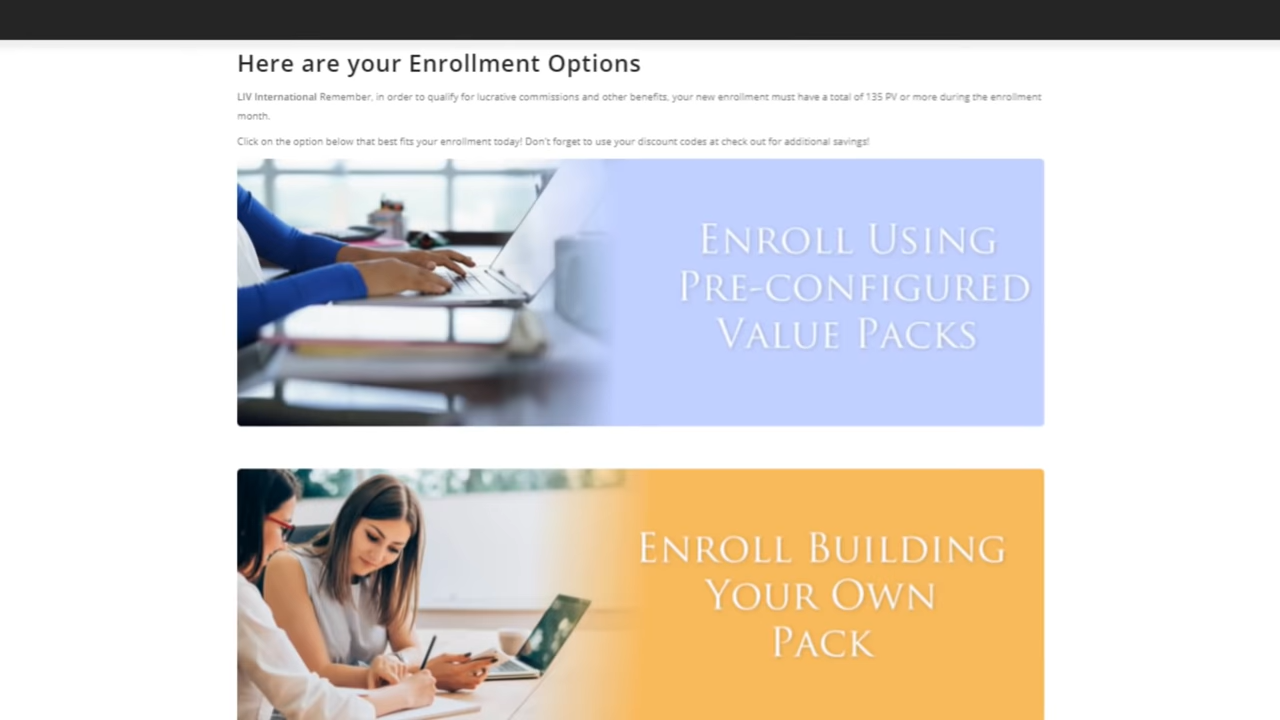 Here are your Enrollment Options
LIV International Remember, in order to qualify for lucrative commissions and other benefits, your new enrollment must have a total of 135 PV or more during the enrollment
month.
Click on the option below that best fits your enrollment today! Don't forget to use your discount codes at check out for additional savings!
Enroll Using
Pre-configured
Value Packs
Enroll Building
Your Own
Pack